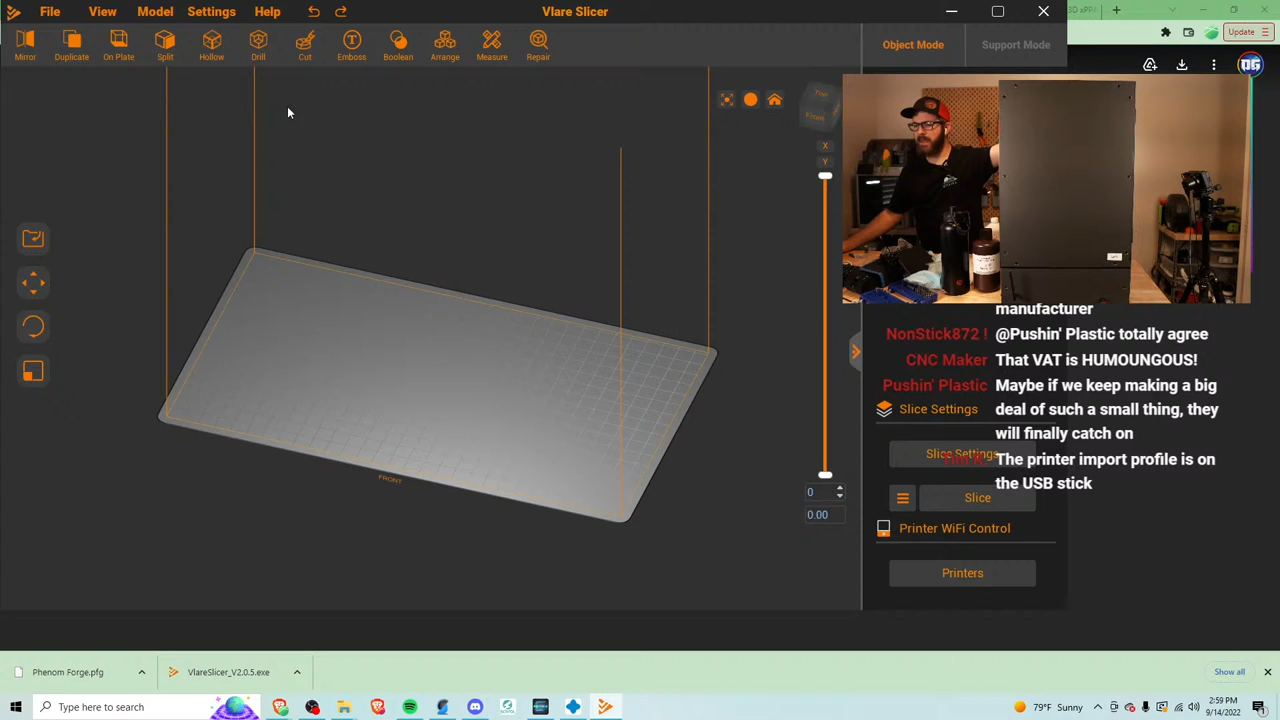 File View Model Settings Help Vlare Slicer
Update
Mirror Duplicate On Plate Split Hollow Drill Cut Emboss Boolean Arrange Measure Repair
Object Mode Support Mode
Top
Front
X
Y
FRONT
0
0.00
manufacturer
NonStick872 ! @Pushin' Plastic totally agree
CNC Maker That VAT is HUMOUNGOUS!
Pushin' Plastic Maybe if we keep making a big
deal of such a small thing, they
will finally catch on
The printer import profile is on
the USB stick
Slice Settings
Slice Settings
Slice
Printer WiFi Control
Printers
Phenom Forge.pfg VlareSlicer_V2.0.5.exe Show all
Type here to search
79°F Sunny
2:59 PM
9/14/2022